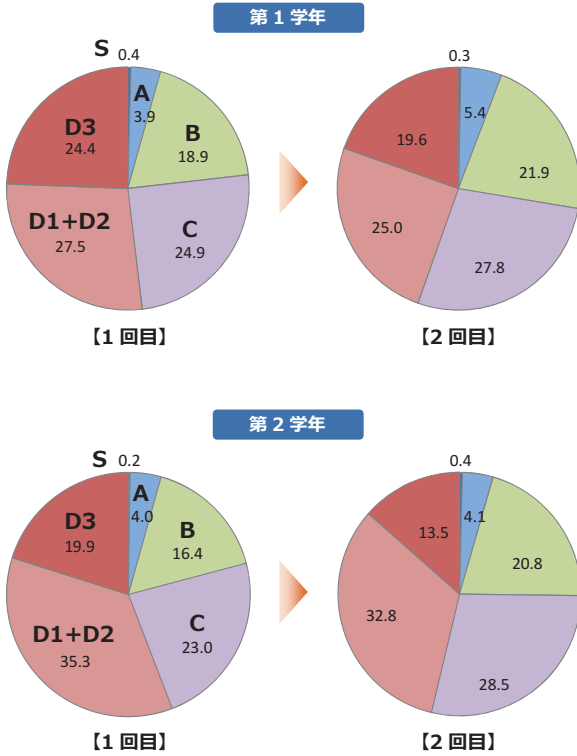 第1学年
S 0.4
A
3.9
B
18.9
C
24.9
D1+D2
27.5
D3
24.4
【1回目】
0.3
5.4
21.9
27.8
25.0
19.6
【2回目】
第2学年
S 0.2
A
4.0
B
16.4
C
23.0
D1+D2
35.3
D3
19.9
【1回目】
0.4
4.1
20.8
28.5
32.8
13.5
【2回目】